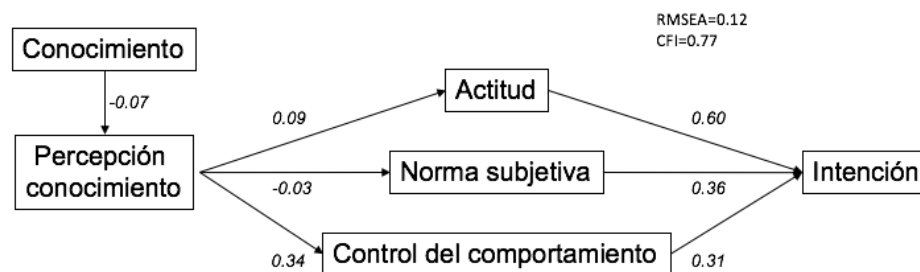 RMSEA=0.12
CFI=0.77
Conocimiento
-0.07
Percepción
conocimiento
0.09
-0.03
0.34
Actitud
Norma subjetiva
Control del comportamiento
0.60
0.36
0.31
Intención